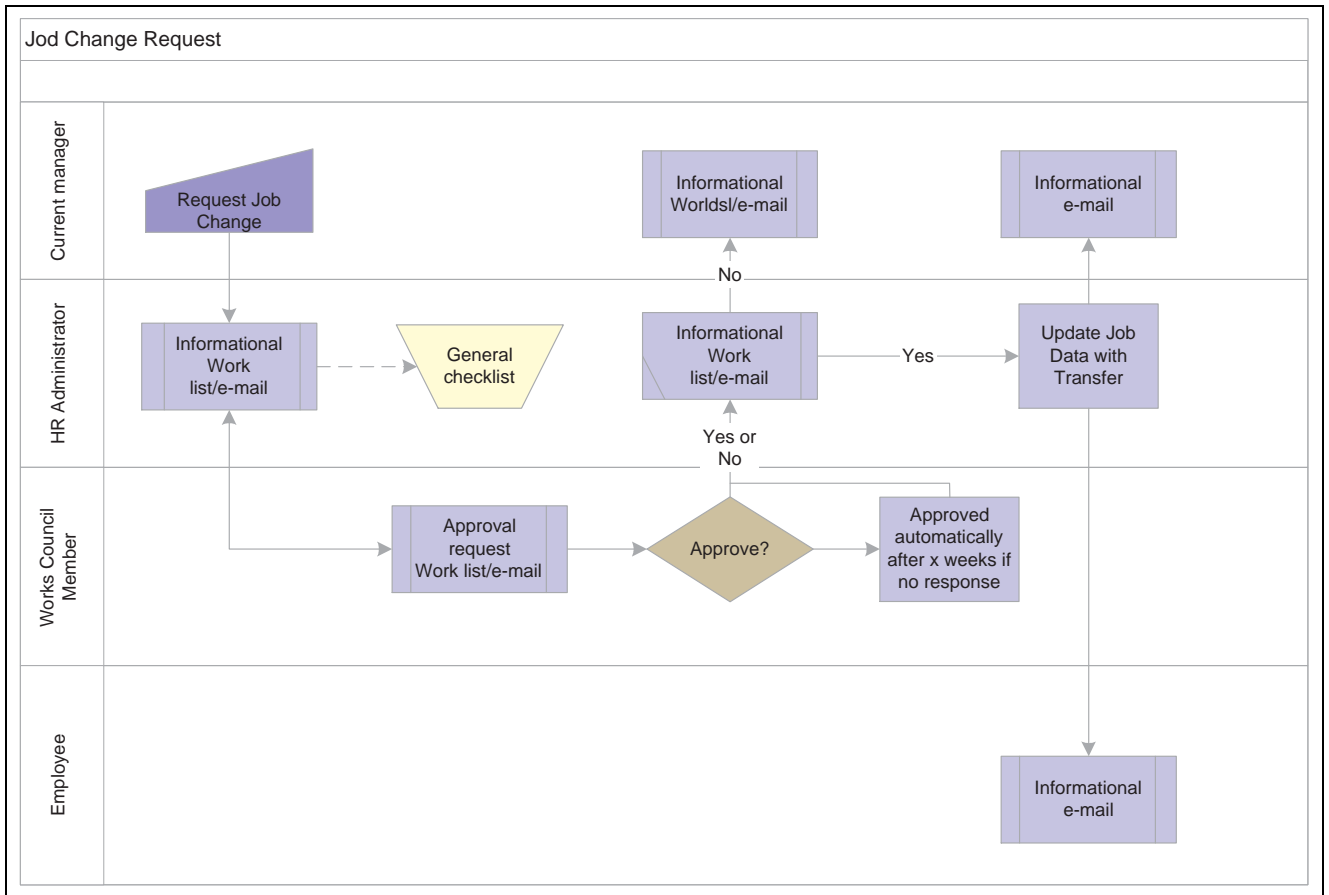 Jod Change Request
Current manager
Request Job
Change
Informational
Worldsl/e-mail
Informational
e-mail
No
HR Administrator
Informational
Work
list/e-mail
General
checklist
Informational
Work
list/e-mail
Yes
Update Job
Data with
Transfer
Yes or
No
Works Council
Member
Approval
request
Work list/e-mail
Approve?
Approved
automatically
after x weeks if
no response
Employee
Informational
e-mail